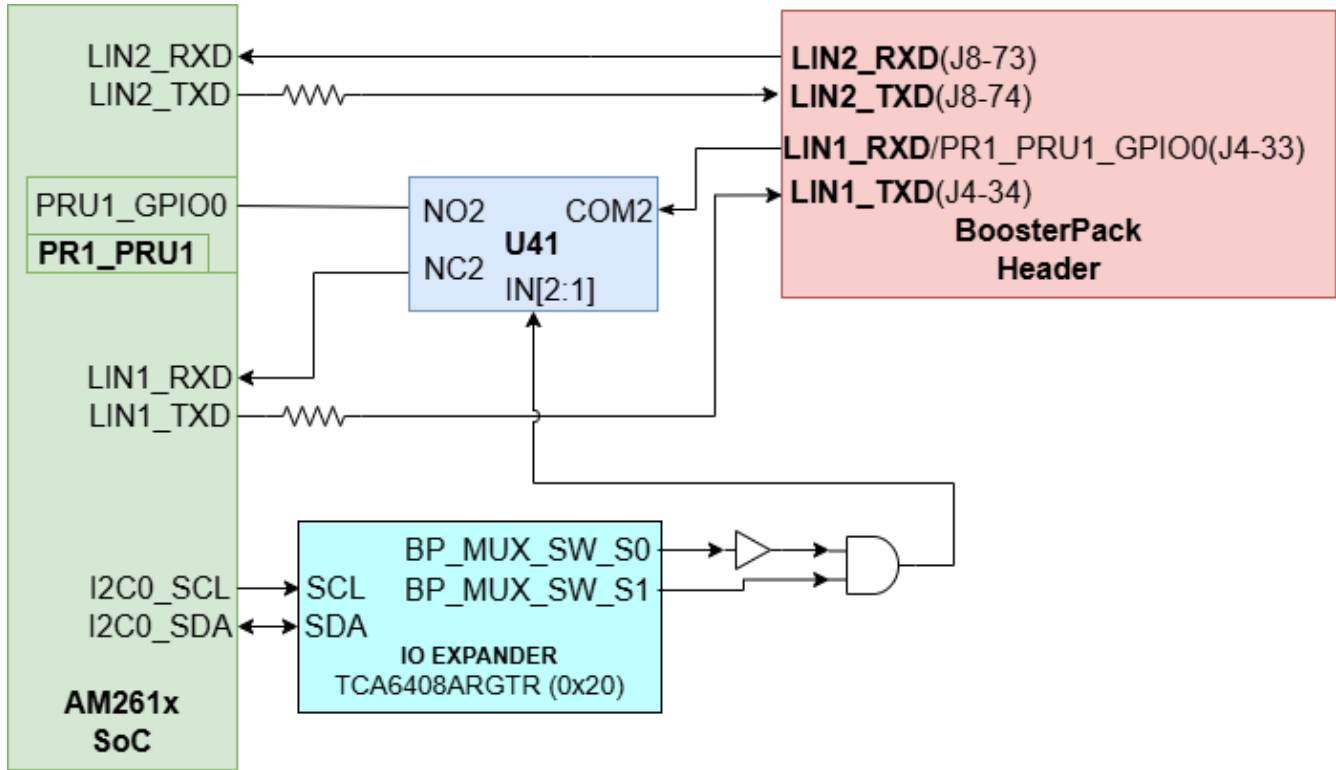 LIN2_RXD
LIN2_TXD
PRU1_GPIO0
PR1_PRU1
LIN1_RXD
LIN1_TXD
I2C0_SCL
I2C0_SDA
AM261x
SoC
NO2
COM2
U41
NC2
IN[2:1]
LIN2_RXD(J8-73)
LIN2_TXD(J8-74)
LIN1_RXD/PR1_PRU1_GPIO0(J4-33)
LIN1_TXD(J4-34)
BoosterPack
Header
BP_MUX_SW_S0
BP_MUX_SW_S1
SCL
SDA
IO EXPANDER
TCA6408ARGTR (0x20)